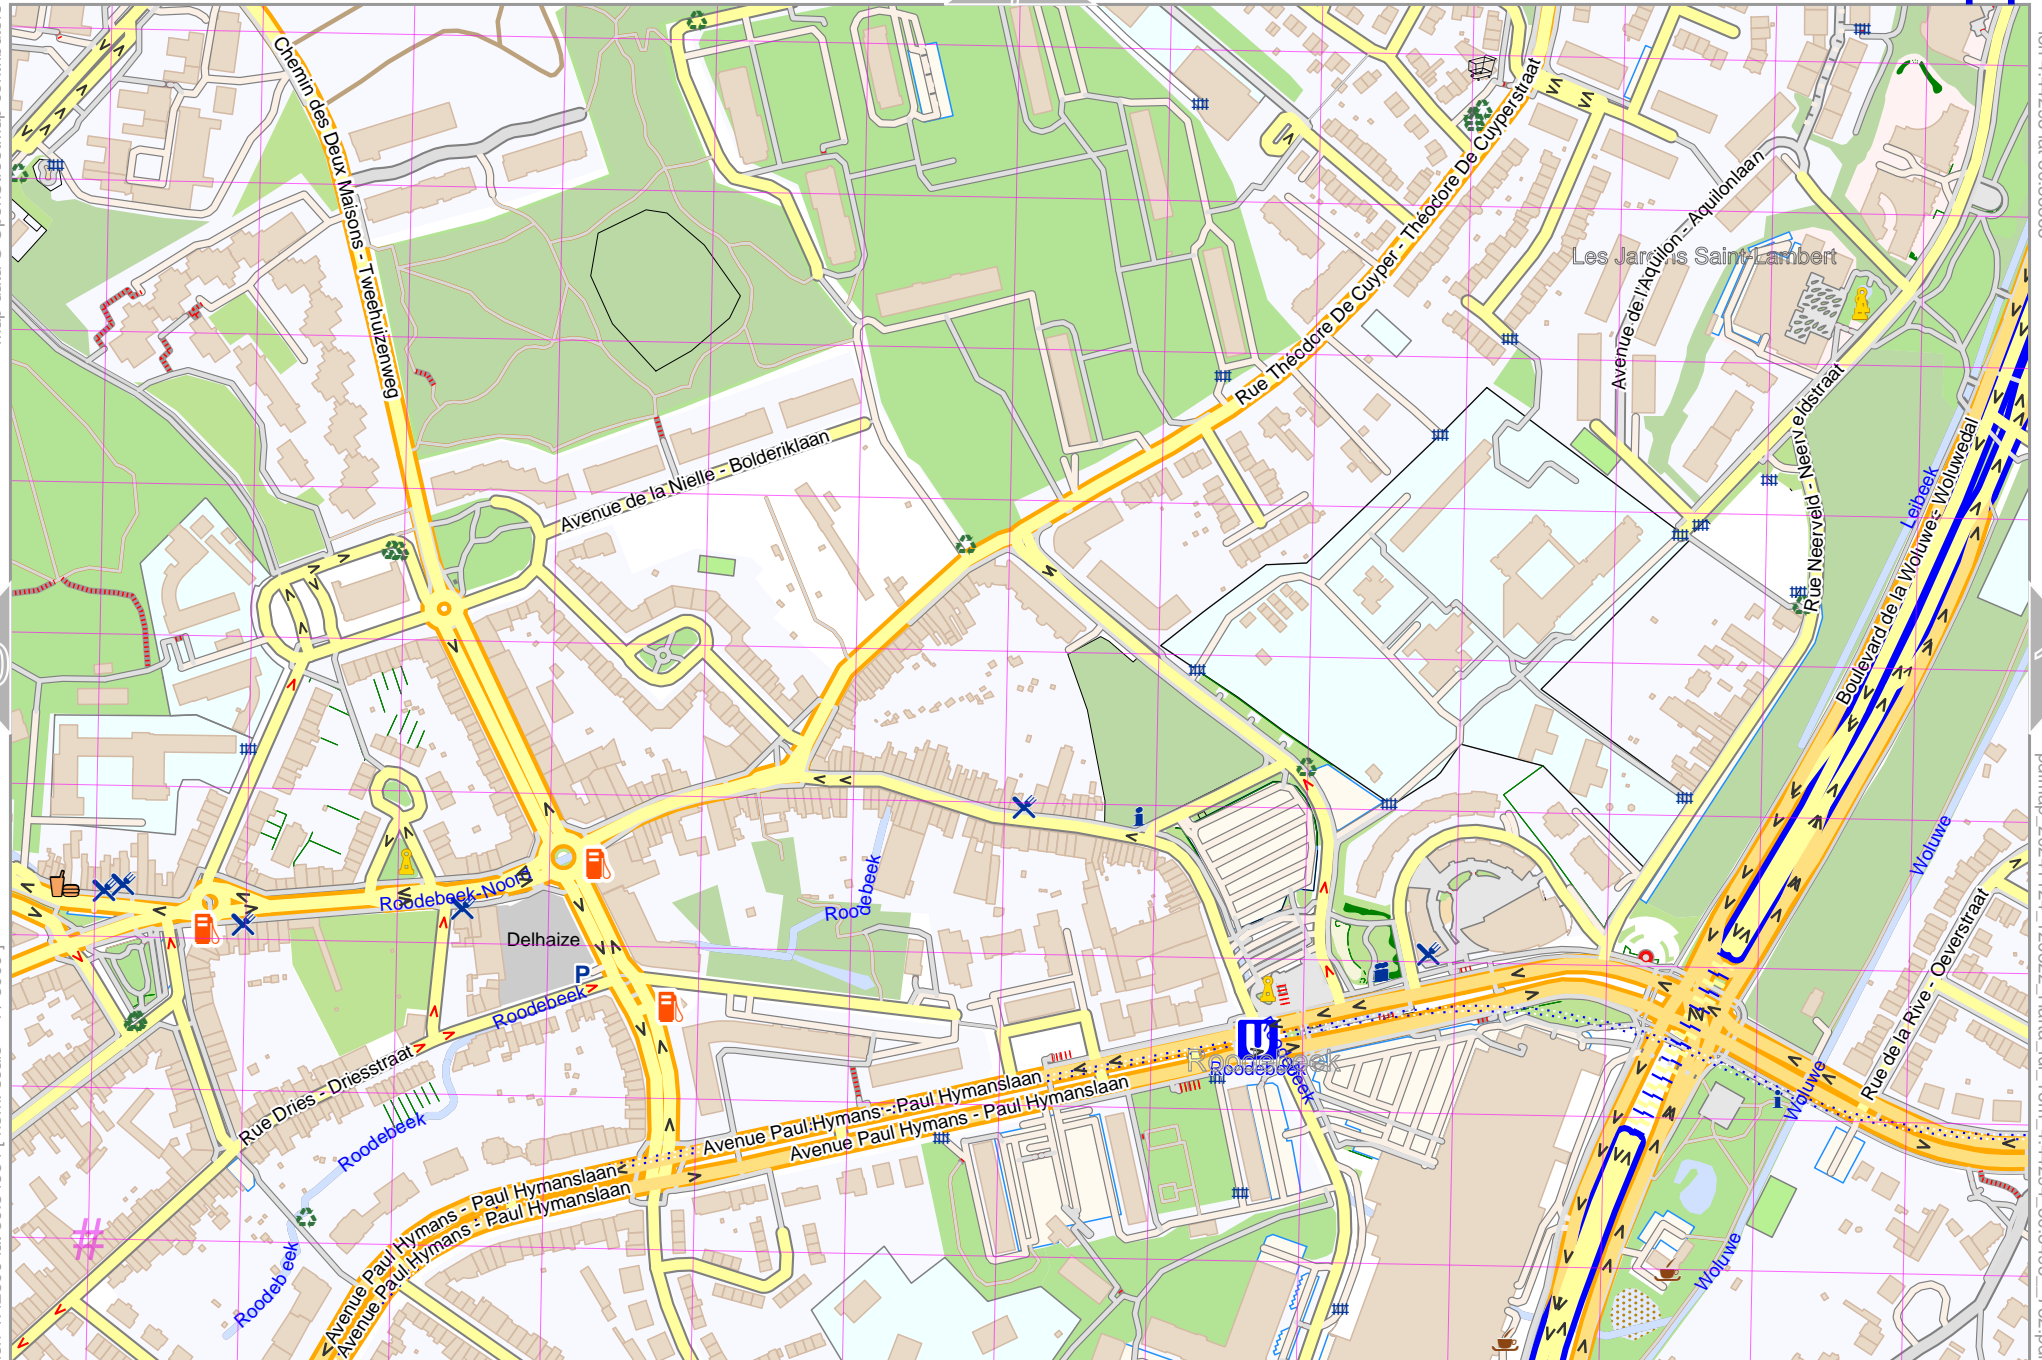 Chemin des Deux Maisons - Tweehuizenweg
Rue Théodore De Cuyper - Théodore De Cuyperstraat
Avenue de l'Aquilon - Aquilonlaan
Les Jardins Saint-Lambert
Rue Neerveld - Neerveldstraat
Leibeek
Boulevard de la Woluwe - Woluwedal
Avenue de la Nielle - Bolderiklaan
Woluwe
Roodebeek
Roodebeek-Noord
Delhaize
P
Roodebeek
Rue de la Rive - Oeverstraat
Rue Dries - Driesstraat
Roodebeek
Roodebeek
Roodebeek
Avenue Paul Hymans - Paul Hymanslaan
Avenue Paul Hymans - Paul Hymanslaan
Woluwe
Avenue Paul Hymans - Paul Hymanslaan
Avenue Paul Hymans - Paul Hymanslaan
Roodebeek
Woluwe
#